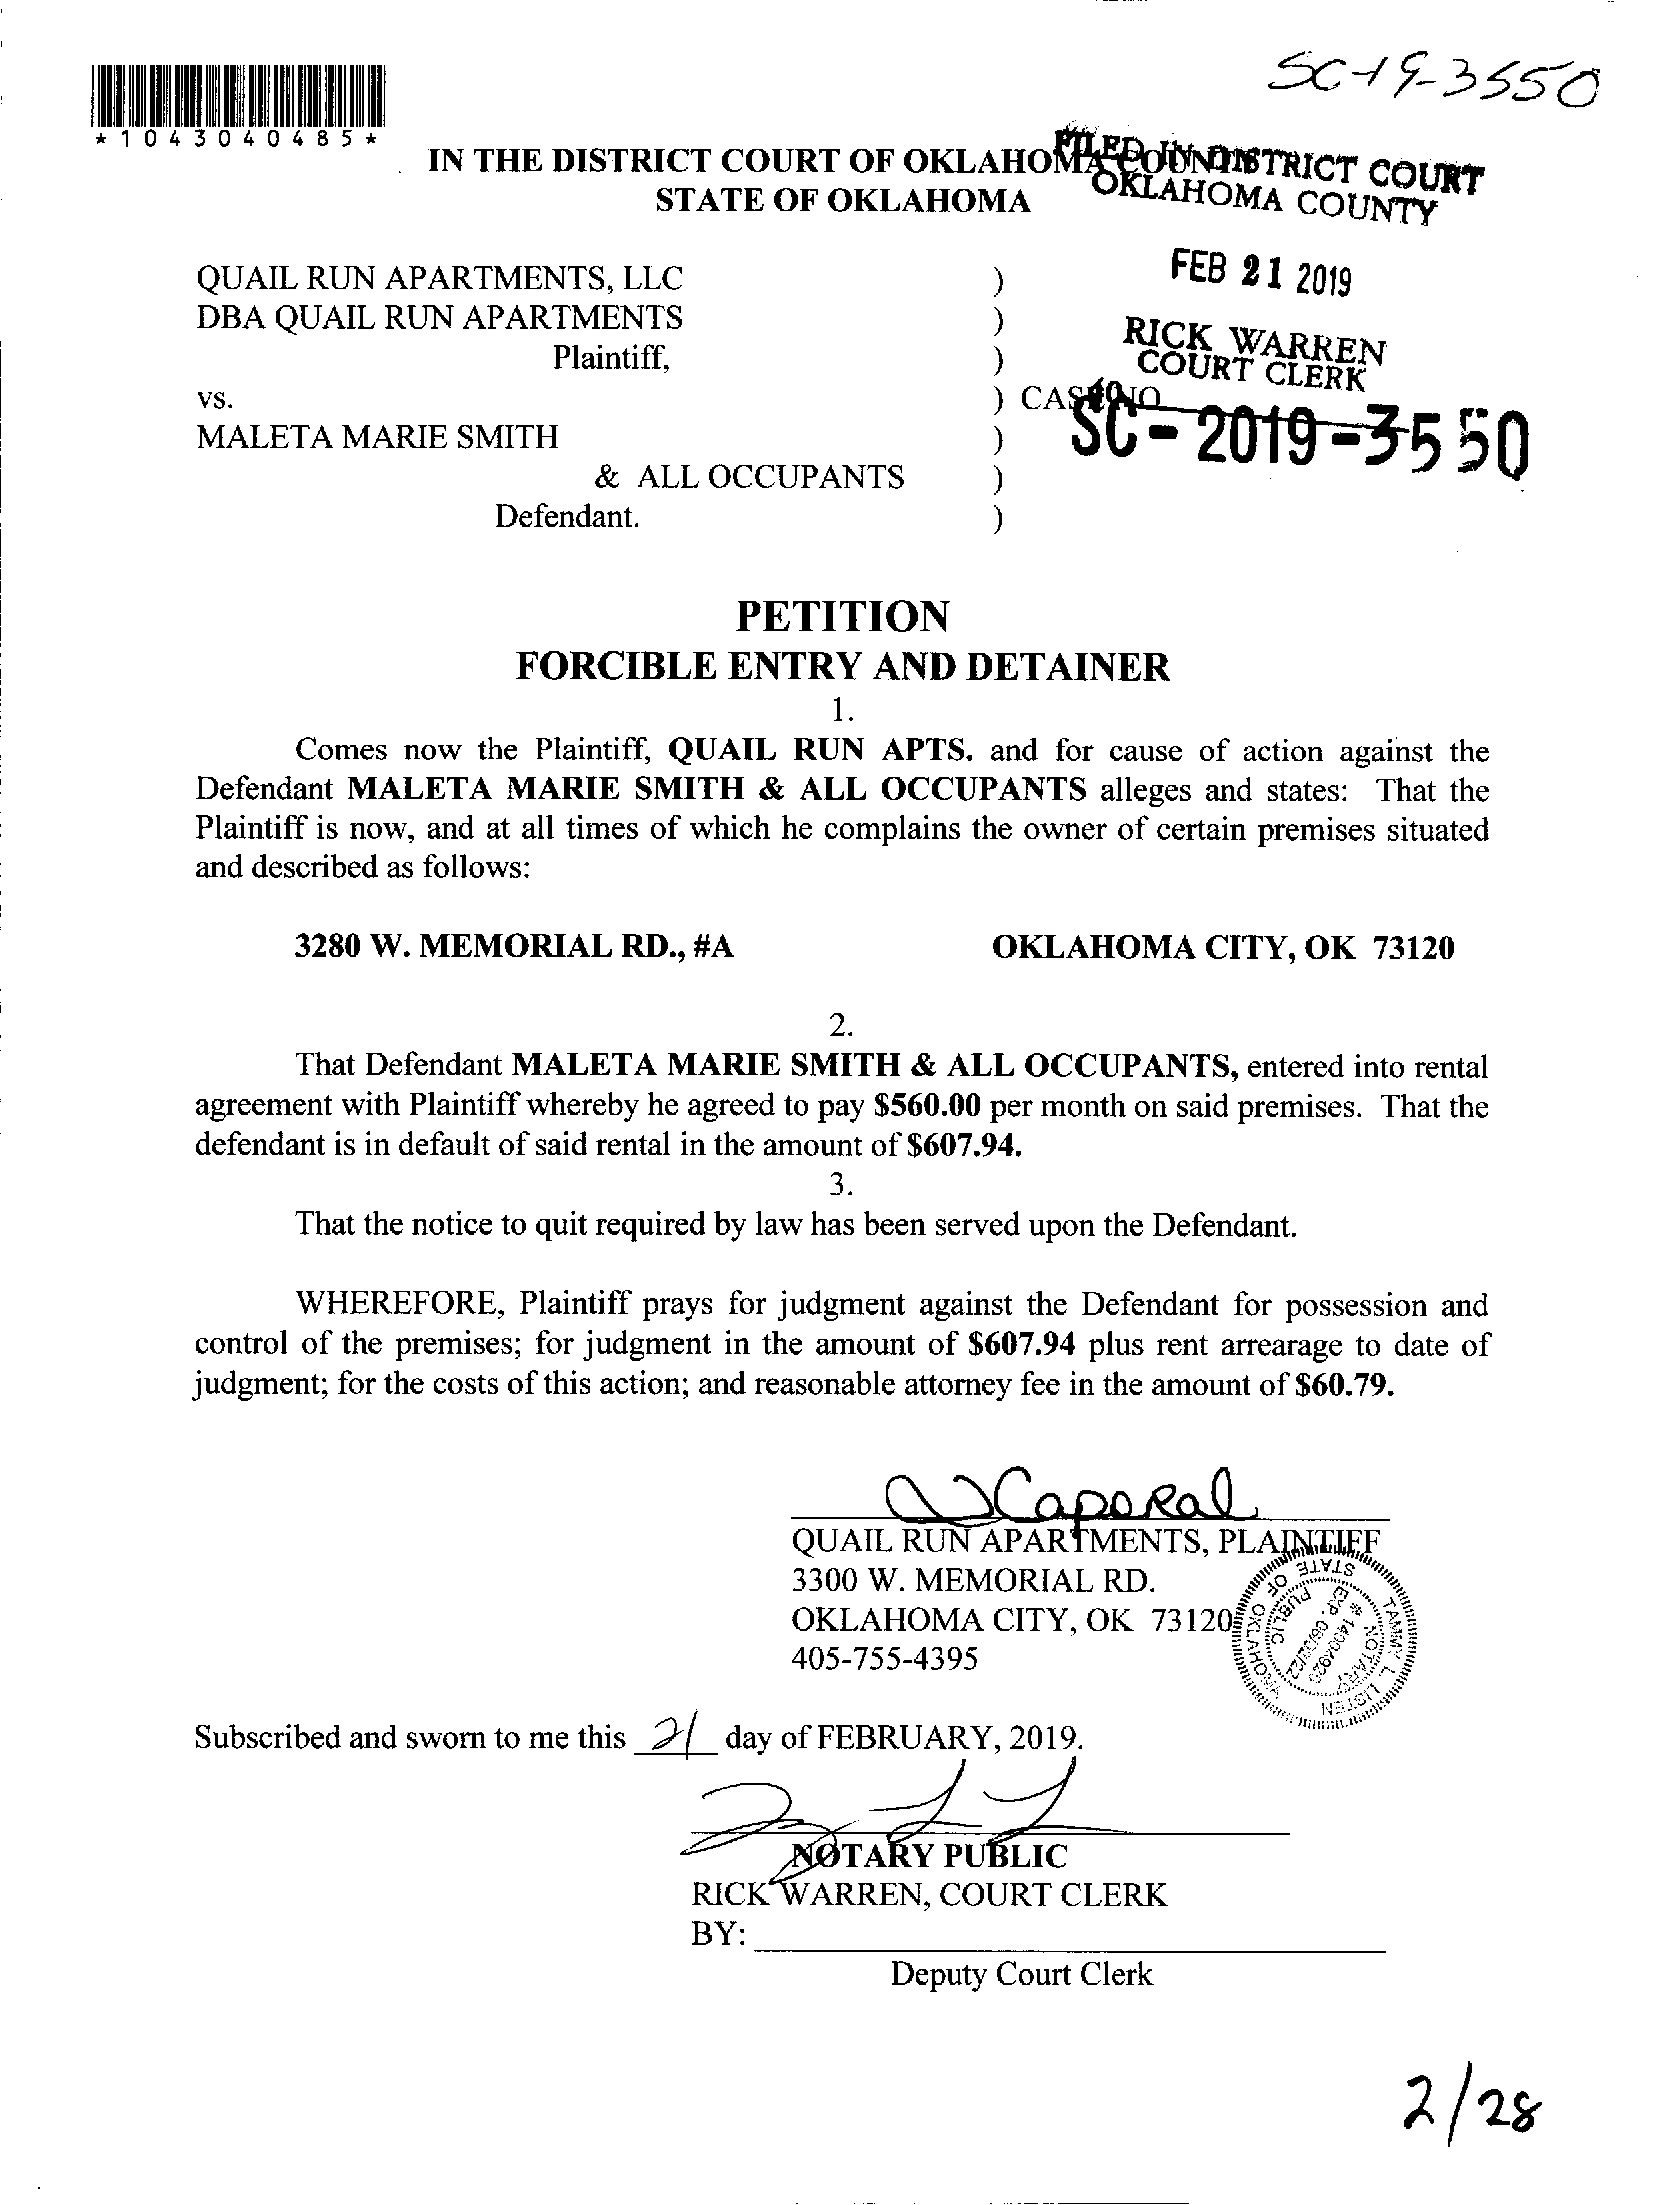 SC-19-3550
*1043040485*
IN THE DISTRICT COURT OF OKLAHOMA COUNTY
STATE OF OKLAHOMA
FILED IN DISTRICT COURT
OKLAHOMA COUNTY
FEB 21 2019
RICK WARREN
COURT CLERK
40
QUAIL RUN APARTMENTS, LLC )
DBA QUAIL RUN APARTMENTS )
Plaintiff, )
vs. ) CASE NO
SC-2019-3550
MALETA MARIE SMITH )
& ALL OCCUPANTS )
Defendant. )
PETITION
FORCIBLE ENTRY AND DETAINER
1.
Comes now the Plaintiff, QUAIL RUN APTS. and for cause of action against the
Defendant MALETA MARIE SMITH & ALL OCCUPANTS alleges and states: That the
Plaintiff is now, and at all times of which he complains the owner of certain premises situated
and described as follows:
3280 W. MEMORIAL RD., #A OKLAHOMA CITY, OK 73120
2.
That Defendant MALETA MARIE SMITH & ALL OCCUPANTS, entered into rental
agreement with Plaintiff whereby he agreed to pay $560.00 per month on said premises. That the
defendant is in default of said rental in the amount of $607.94.
3.
That the notice to quit required by law has been served upon the Defendant.
WHEREFORE, Plaintiff prays for judgment against the Defendant for possession and
control of the premises; for judgment in the amount of $607.94 plus rent arrearage to date of
judgment; for the costs of this action; and reasonable attorney fee in the amount of $60.79.
Caporal
QUAIL RUN APARTMENTS, PLAINTIFF
3300 W. MEMORIAL RD.
OKLAHOMA CITY, OK 73120
405-755-4395
TAMMY L. LISTEN
NOTARY PUBLIC
STATE OF OKLAHOMA
# 14004920
EXP.
Subscribed and sworn to me this 21 day of FEBRUARY, 2019.
NOTARY PUBLIC
RICK WARREN, COURT CLERK
BY:
Deputy Court Clerk
2/28